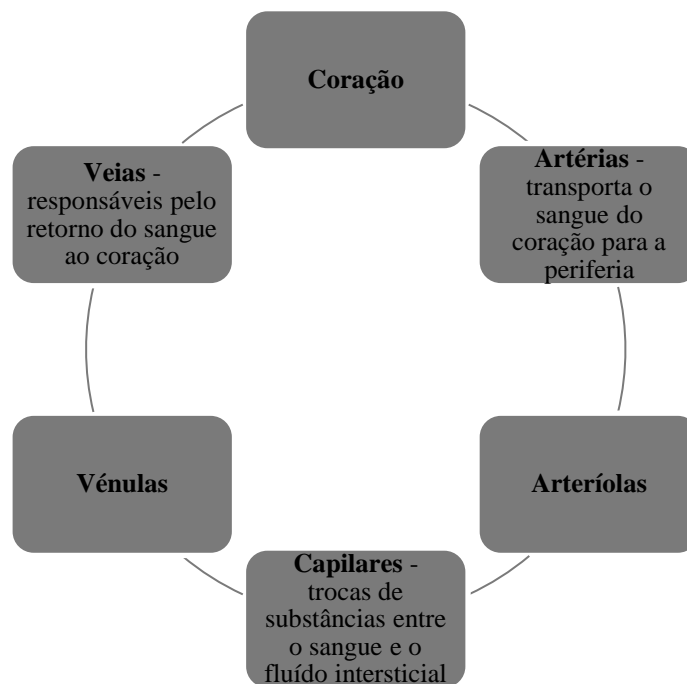 Coração
Artérias -
transporta o
sangue do
coração para a
periferia
Arteríolas
Capilares -
trocas de
substâncias entre
o sangue e o
fluído intersticial
Vénulas
Veias -
responsáveis pelo
retorno do sangue
ao coração